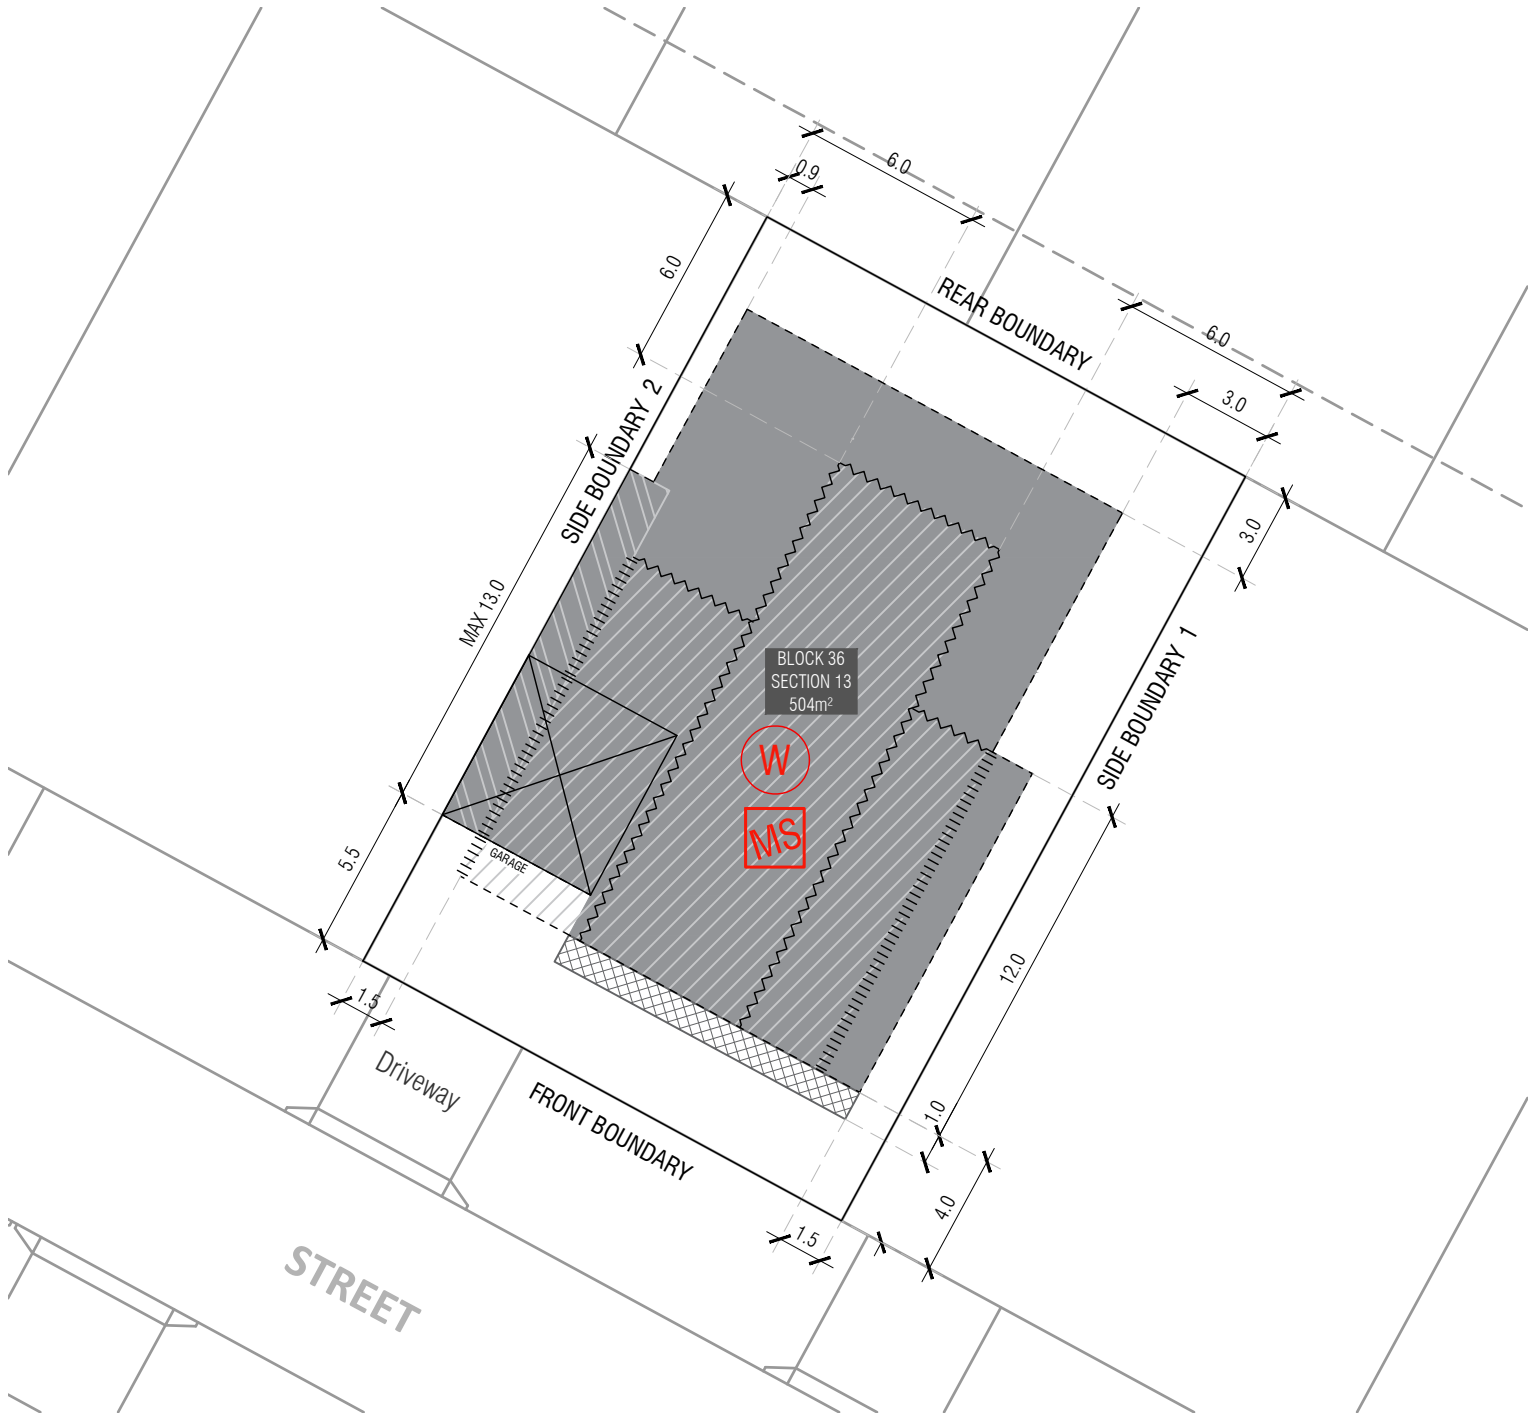 6.0
0.9
6.0
REAR BOUNDARY
6.0
3.0
3.0
SIDE BOUNDARY 2
MAX 13.0
BLOCK 36
SECTION 13
504m²
W
MS
SIDE BOUNDARY 1
GARAGE
5.5
12.0
1.5
1.0
4.0
Driveway
FRONT BOUNDARY
1.5
STREET
6.0